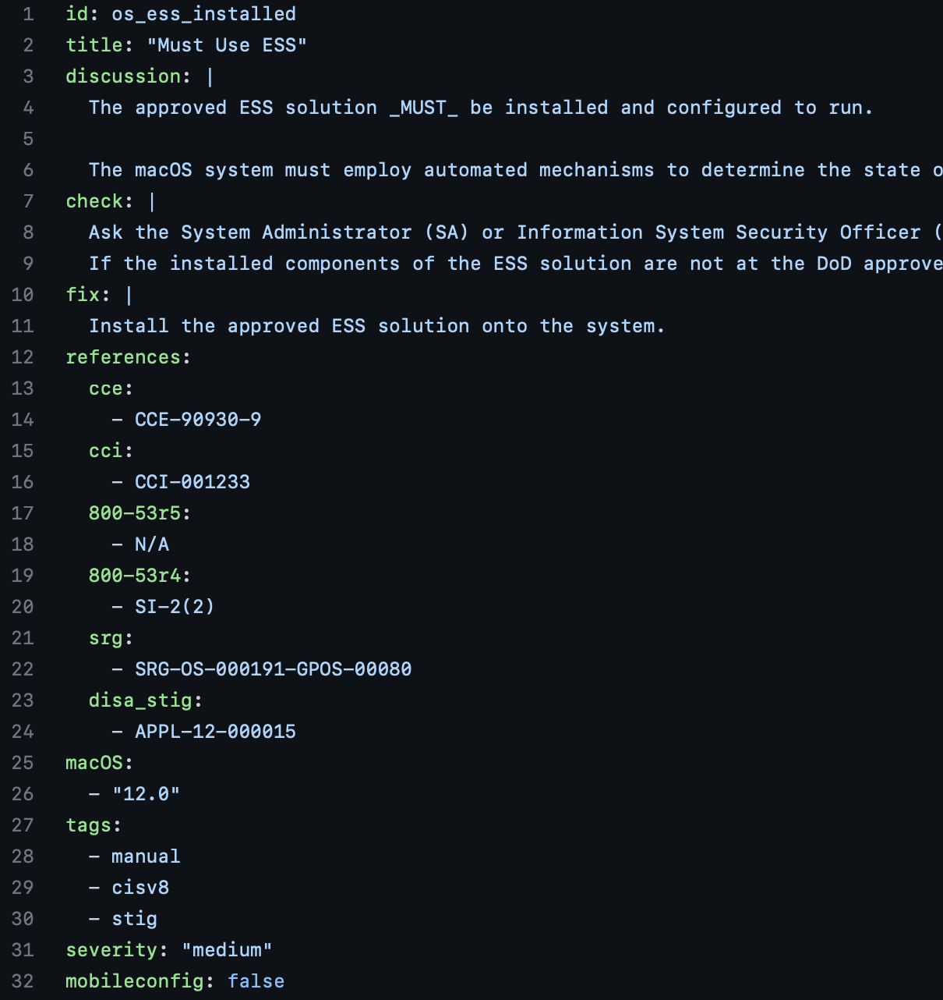 1 id: os_ess_installed
2 title: "Must Use ESS"
3 discussion: |
4 The approved ESS solution _MUST_ be installed and configured to run.
5
6 The macOS system must employ automated mechanisms to determine the state o
7 check: |
8 Ask the System Administrator (SA) or Information System Security Officer (
9 If the installed components of the ESS solution are not at the DoD approve
10 fix: |
11 Install the approved ESS solution onto the system.
12 references:
13 cce:
14 - CCE-90930-9
15 cci:
16 - CCI-001233
17 800-53r5:
18 - N/A
19 800-53r4:
20 - SI-2(2)
21 srg:
22 - SRG-OS-000191-GPOS-00080
23 disa_stig:
24 - APPL-12-000015
25 macOS:
26 - "12.0"
27 tags:
28 - manual
29 - cisv8
30 - stig
31 severity: "medium"
32 mobileconfig: false